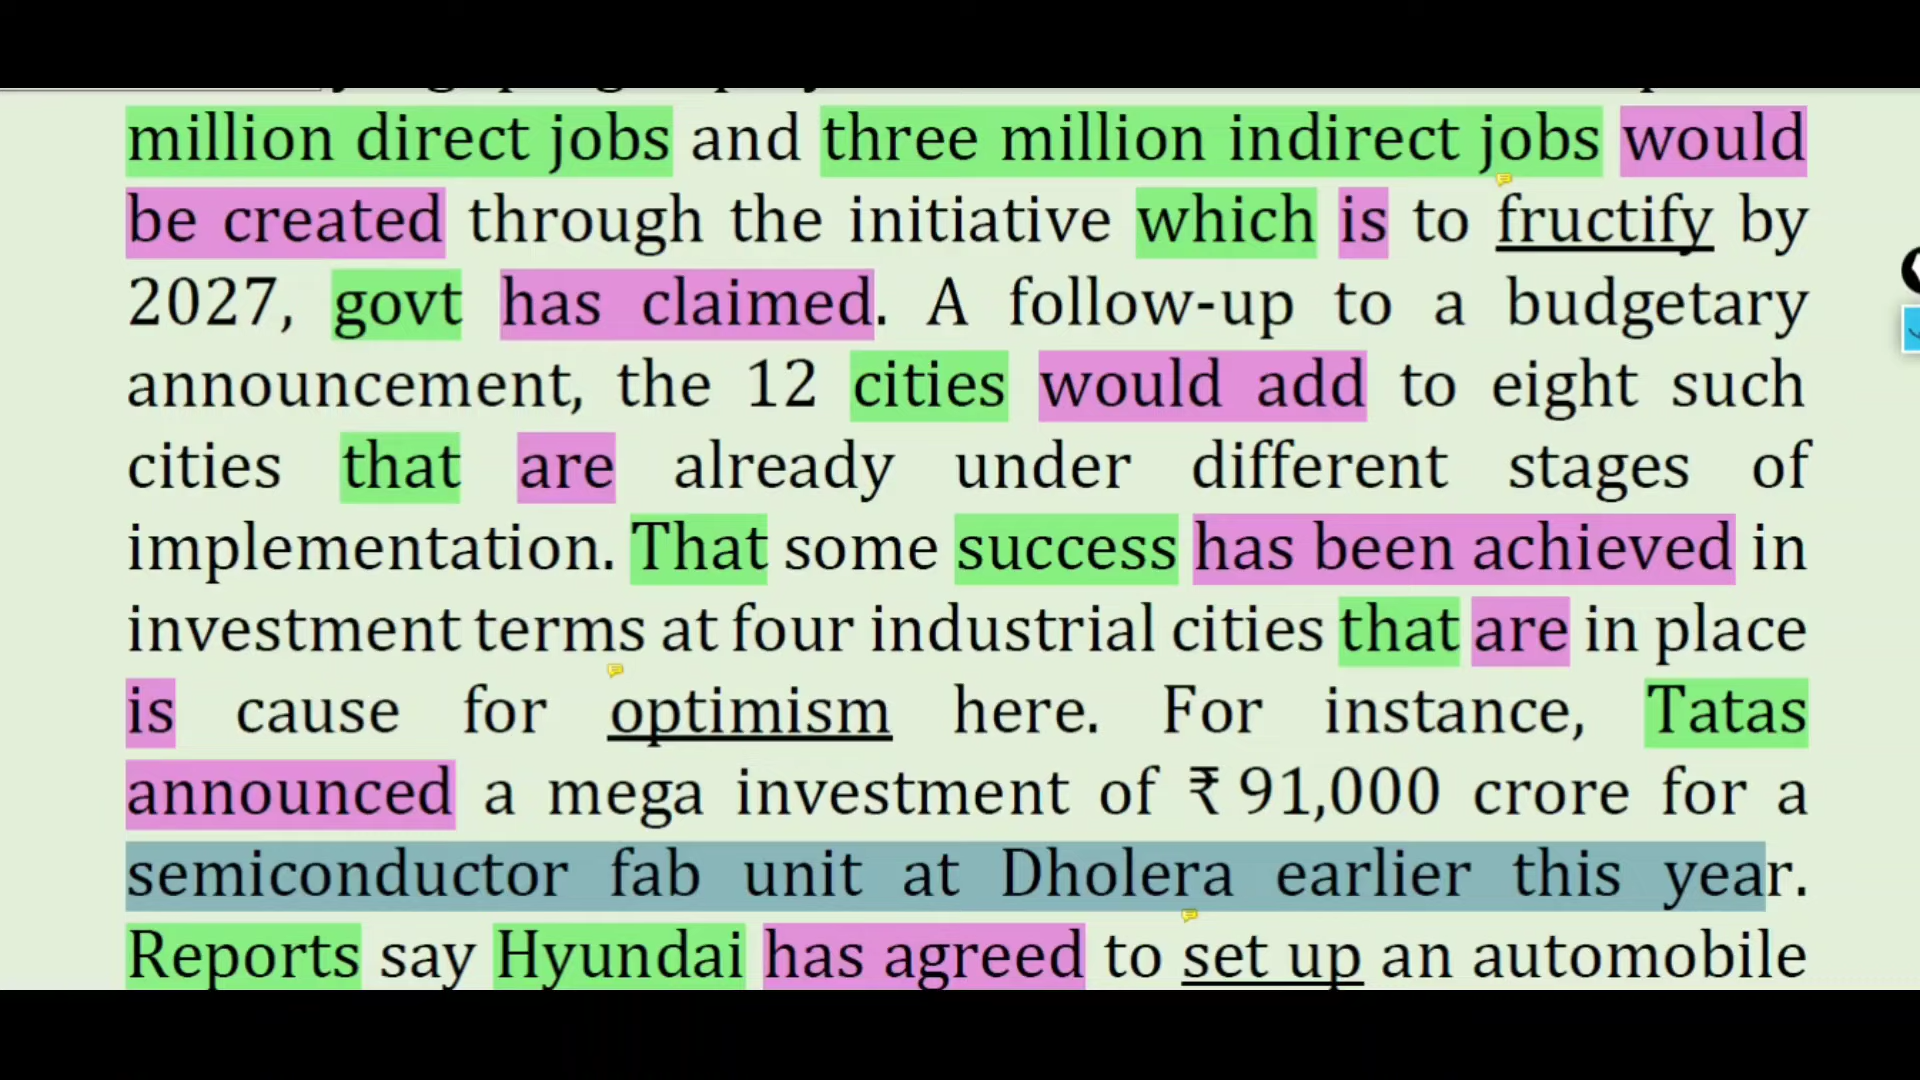 million direct jobs and three million indirect jobs would
be created through the initiative which is to fructify by
2027, govt has claimed. A follow-up to a budgetary
announcement, the 12 cities would add to eight such
cities that are already under different stages of
implementation. That some success has been achieved in
investment terms at four industrial cities that are in place
is cause for optimism here. For instance, Tatas
announced a mega investment of ₹ 91,000 crore for a
semiconductor fab unit at Dholera earlier this year.
Reports say Hyundai has agreed to set up an automobile